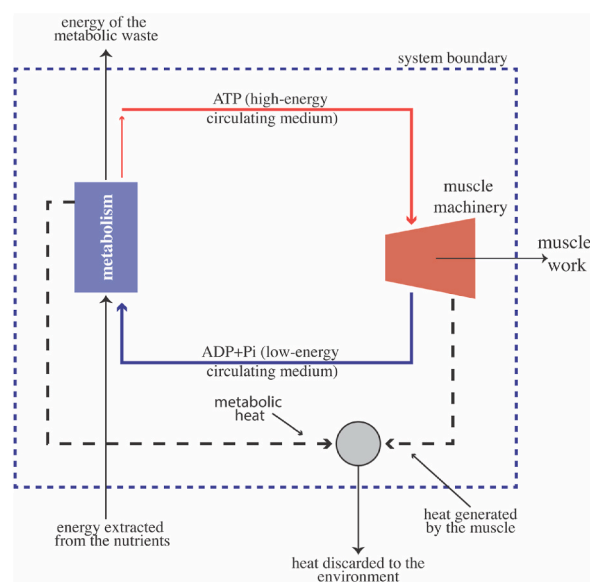 energy of the
metabolic waste
system boundary
ATP (high-energy
circulating medium)
muscle
machinery
metabolism
muscle
work
ADP+Pi (low-energy
circulating medium)
metabolic
heat
energy extracted
from the nutrients
heat generated
by the muscle
heat discarded to the
environment